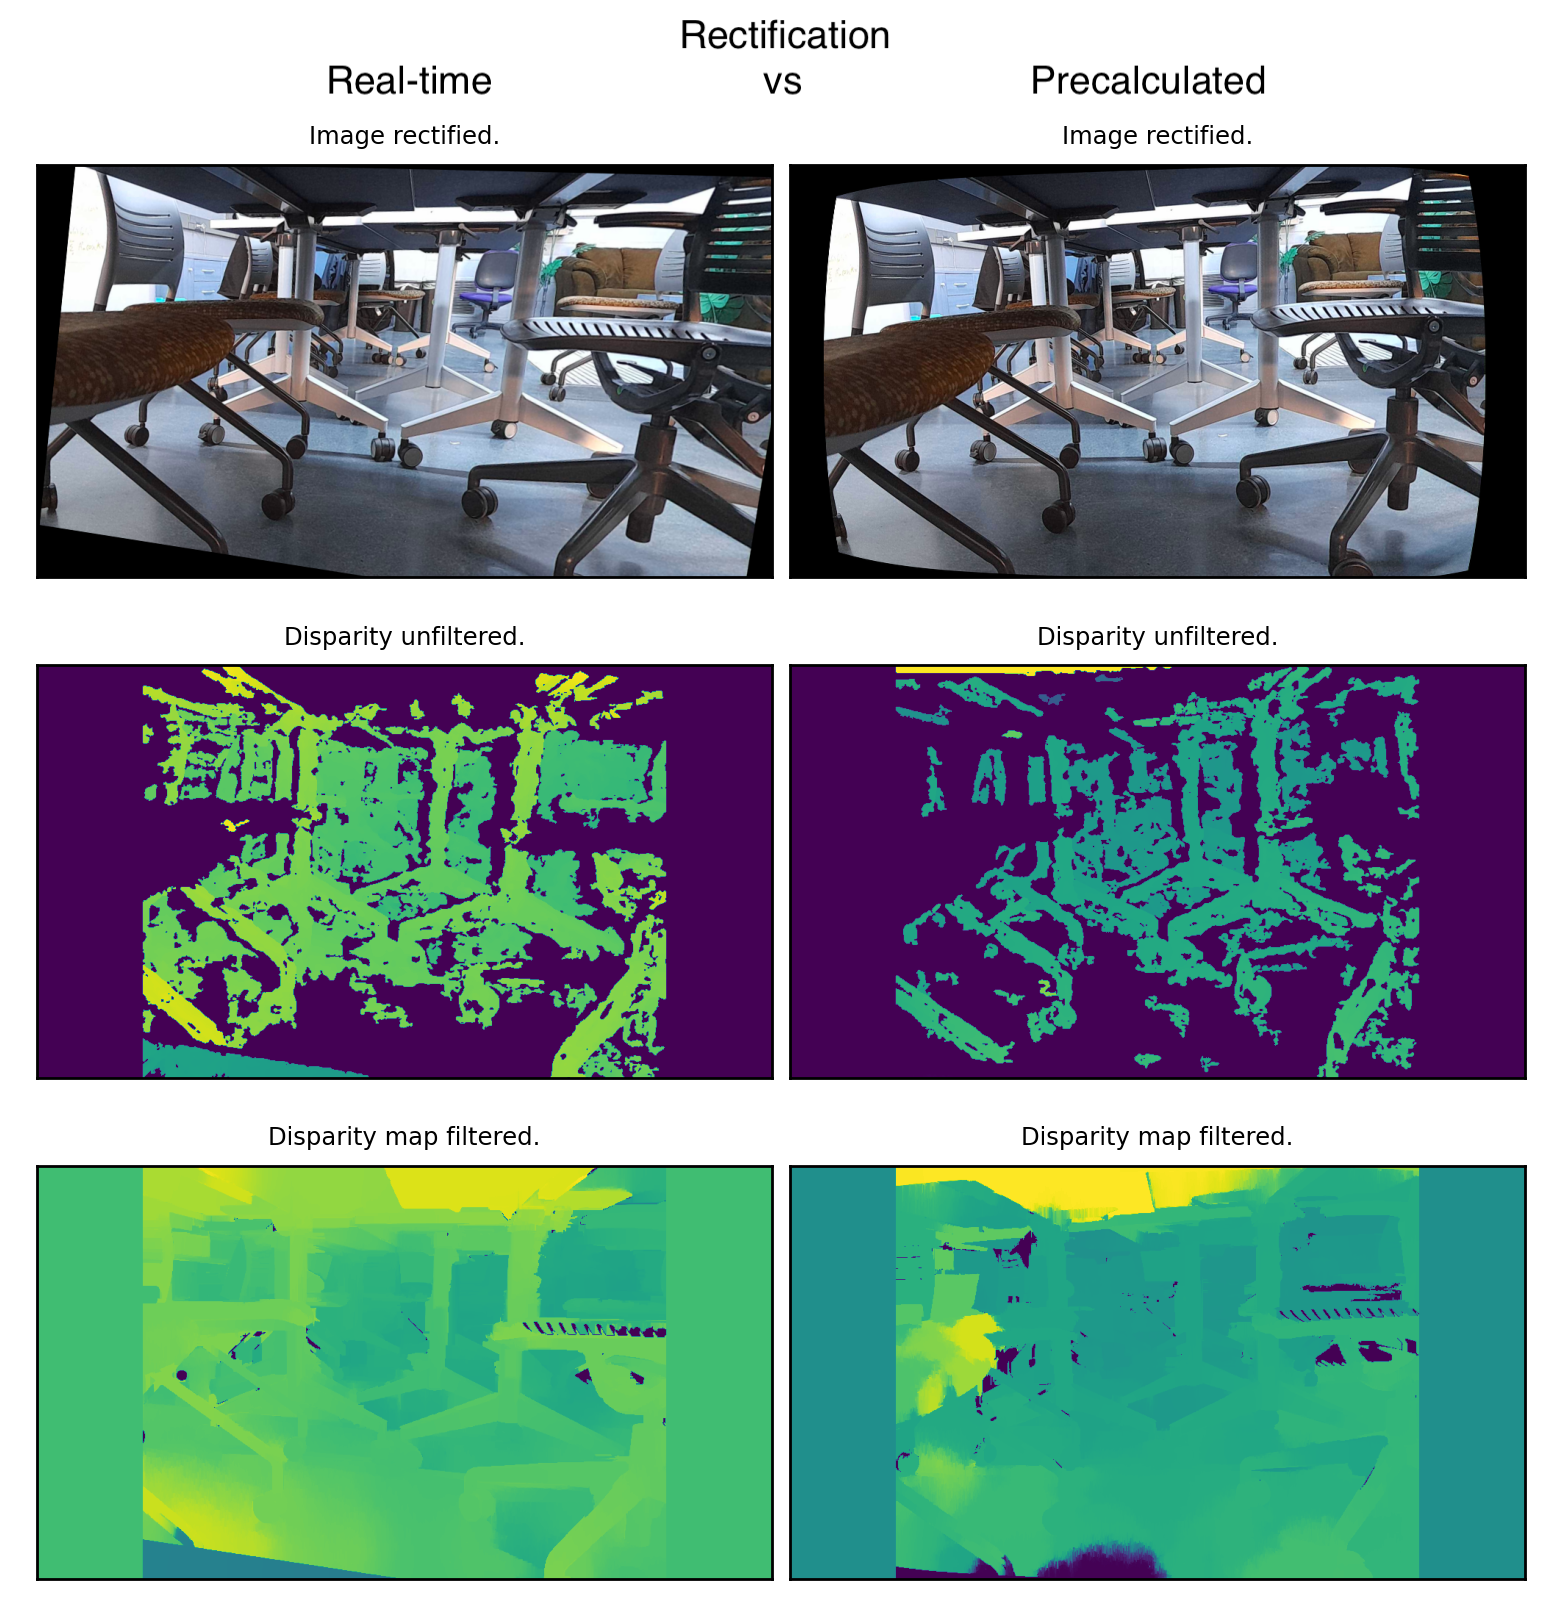 Rectification
Real-time vs Precalculated
Image rectified. Image rectified.
Disparity unfiltered. Disparity unfiltered.
Disparity map filtered. Disparity map filtered.